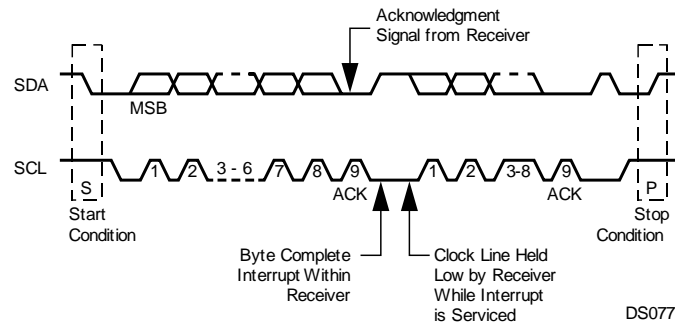 Acknowledgment
Signal from Receiver
SDA
MSB
SCL
1 2 3 - 6 7 8 9 1 2 3-8 9
S ACK ACK P
Start
Condition
Stop
Condition
Byte Complete
Interrupt Within
Receiver
Clock Line Held
Low by Receiver
While Interrupt
is Serviced
DS077